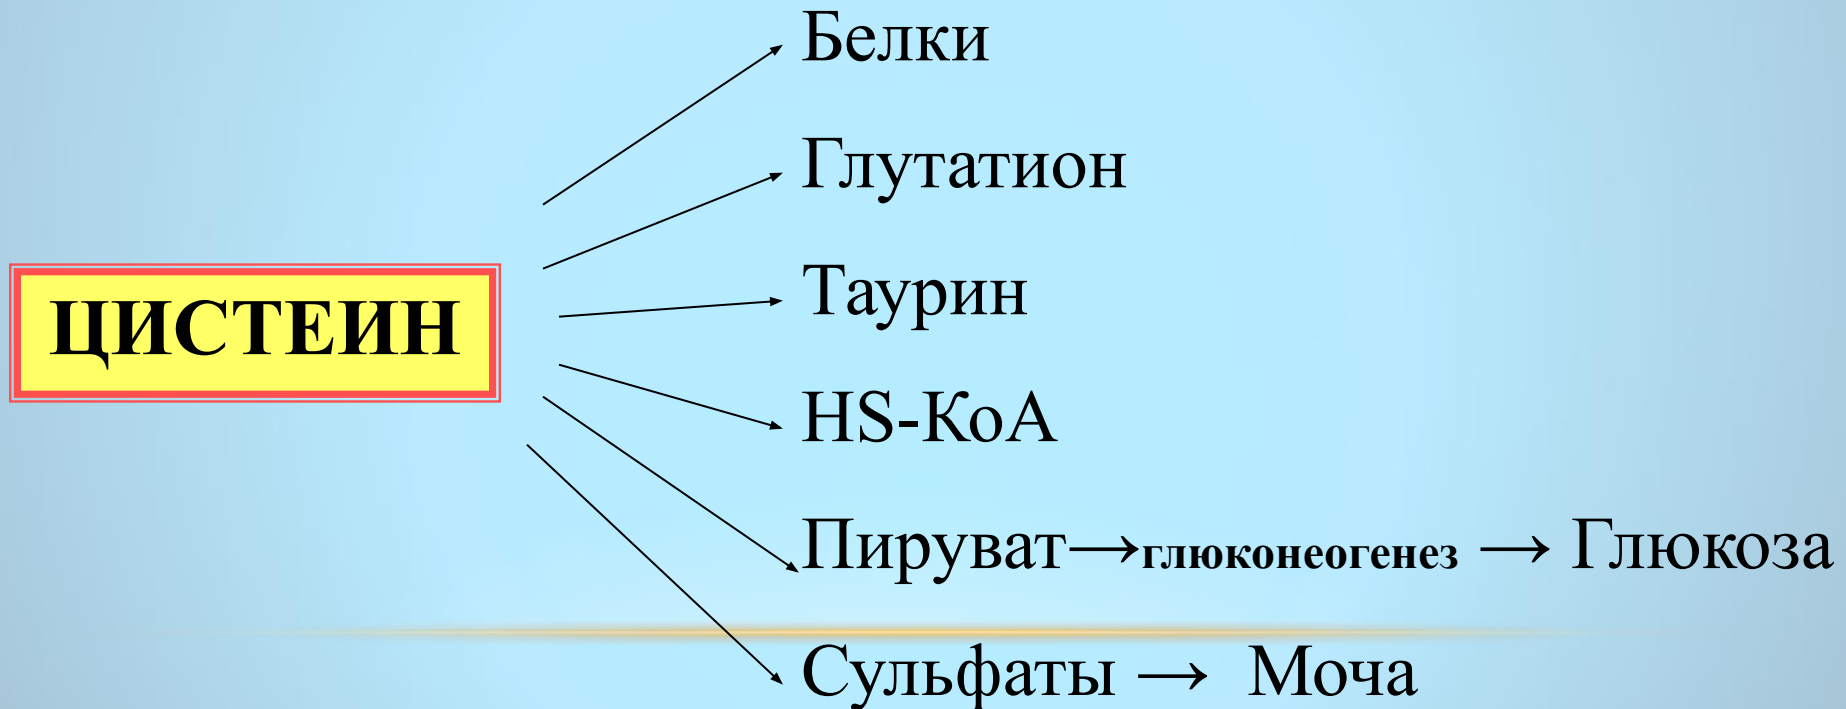 Белки
Глутатион
Таурин
ЦИСТЕИН
HS-КоА
Пируват→глюконеогенез → Глюкоза
Сульфаты → Моча